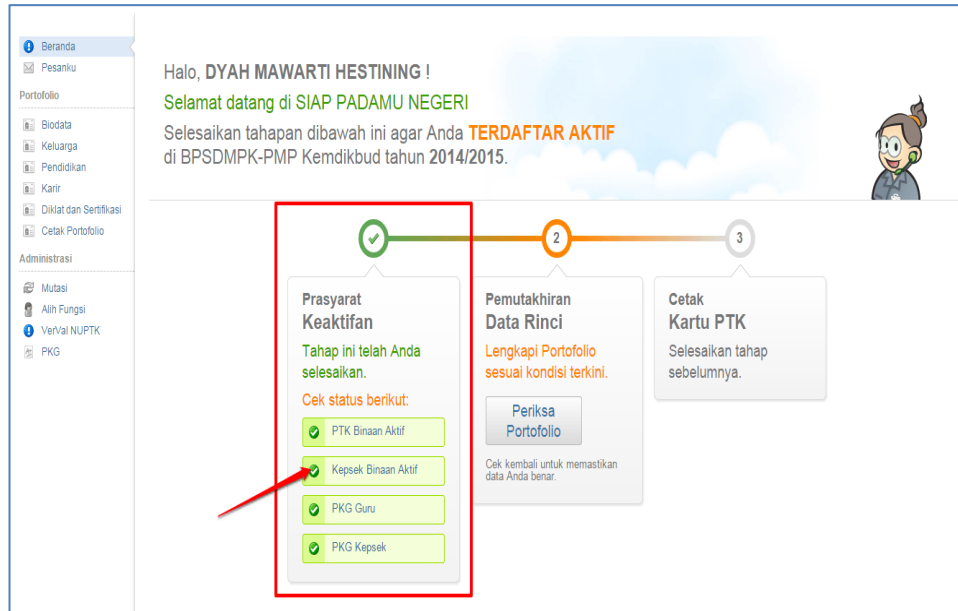 Beranda
Pesanku
Portofolio
Biodata
Keluarga
Pendidikan
Karir
Diklat dan Sertifikasi
Cetak Portofolio
Administrasi
Mutasi
Alih Fungsi
VerVal NUPTK
PKG
Halo, DYAH MAWARTI HESTINING !
Selamat datang di SIAP PADAMU NEGERI
Selesaikan tahapan dibawah ini agar Anda TERDAFTAR AKTIF
di BPSDMPK-PMP Kemdikbud tahun 2014/2015.
Prasyarat
Keaktifan
Tahap ini telah Anda
selesaikan.
Cek status berikut:
PTK Binaan Aktif
Kepsek Binaan Aktif
PKG Guru
PKG Kepsek
2
Pemutakhiran
Data Rinci
Lengkapi Portofolio
sesuai kondisi terkini.
Periksa
Portofolio
Cek kembali untuk memastikan
data Anda benar.
3
Cetak
Kartu PTK
Selesaikan tahap
sebelumnya.